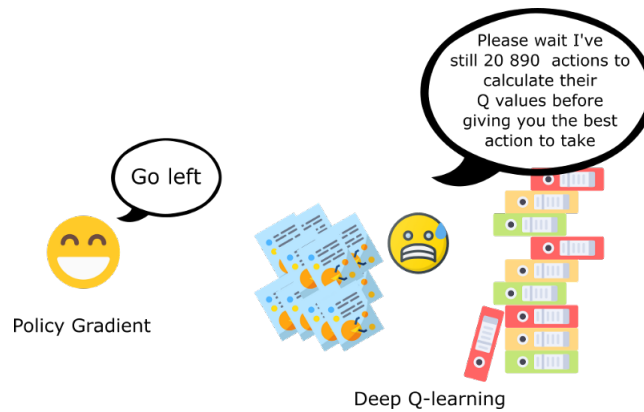 Please wait I've
still 20 890 actions to
calculate their
Q values before
giving you the best
action to take
Go left
Policy Gradient
Deep Q-learning